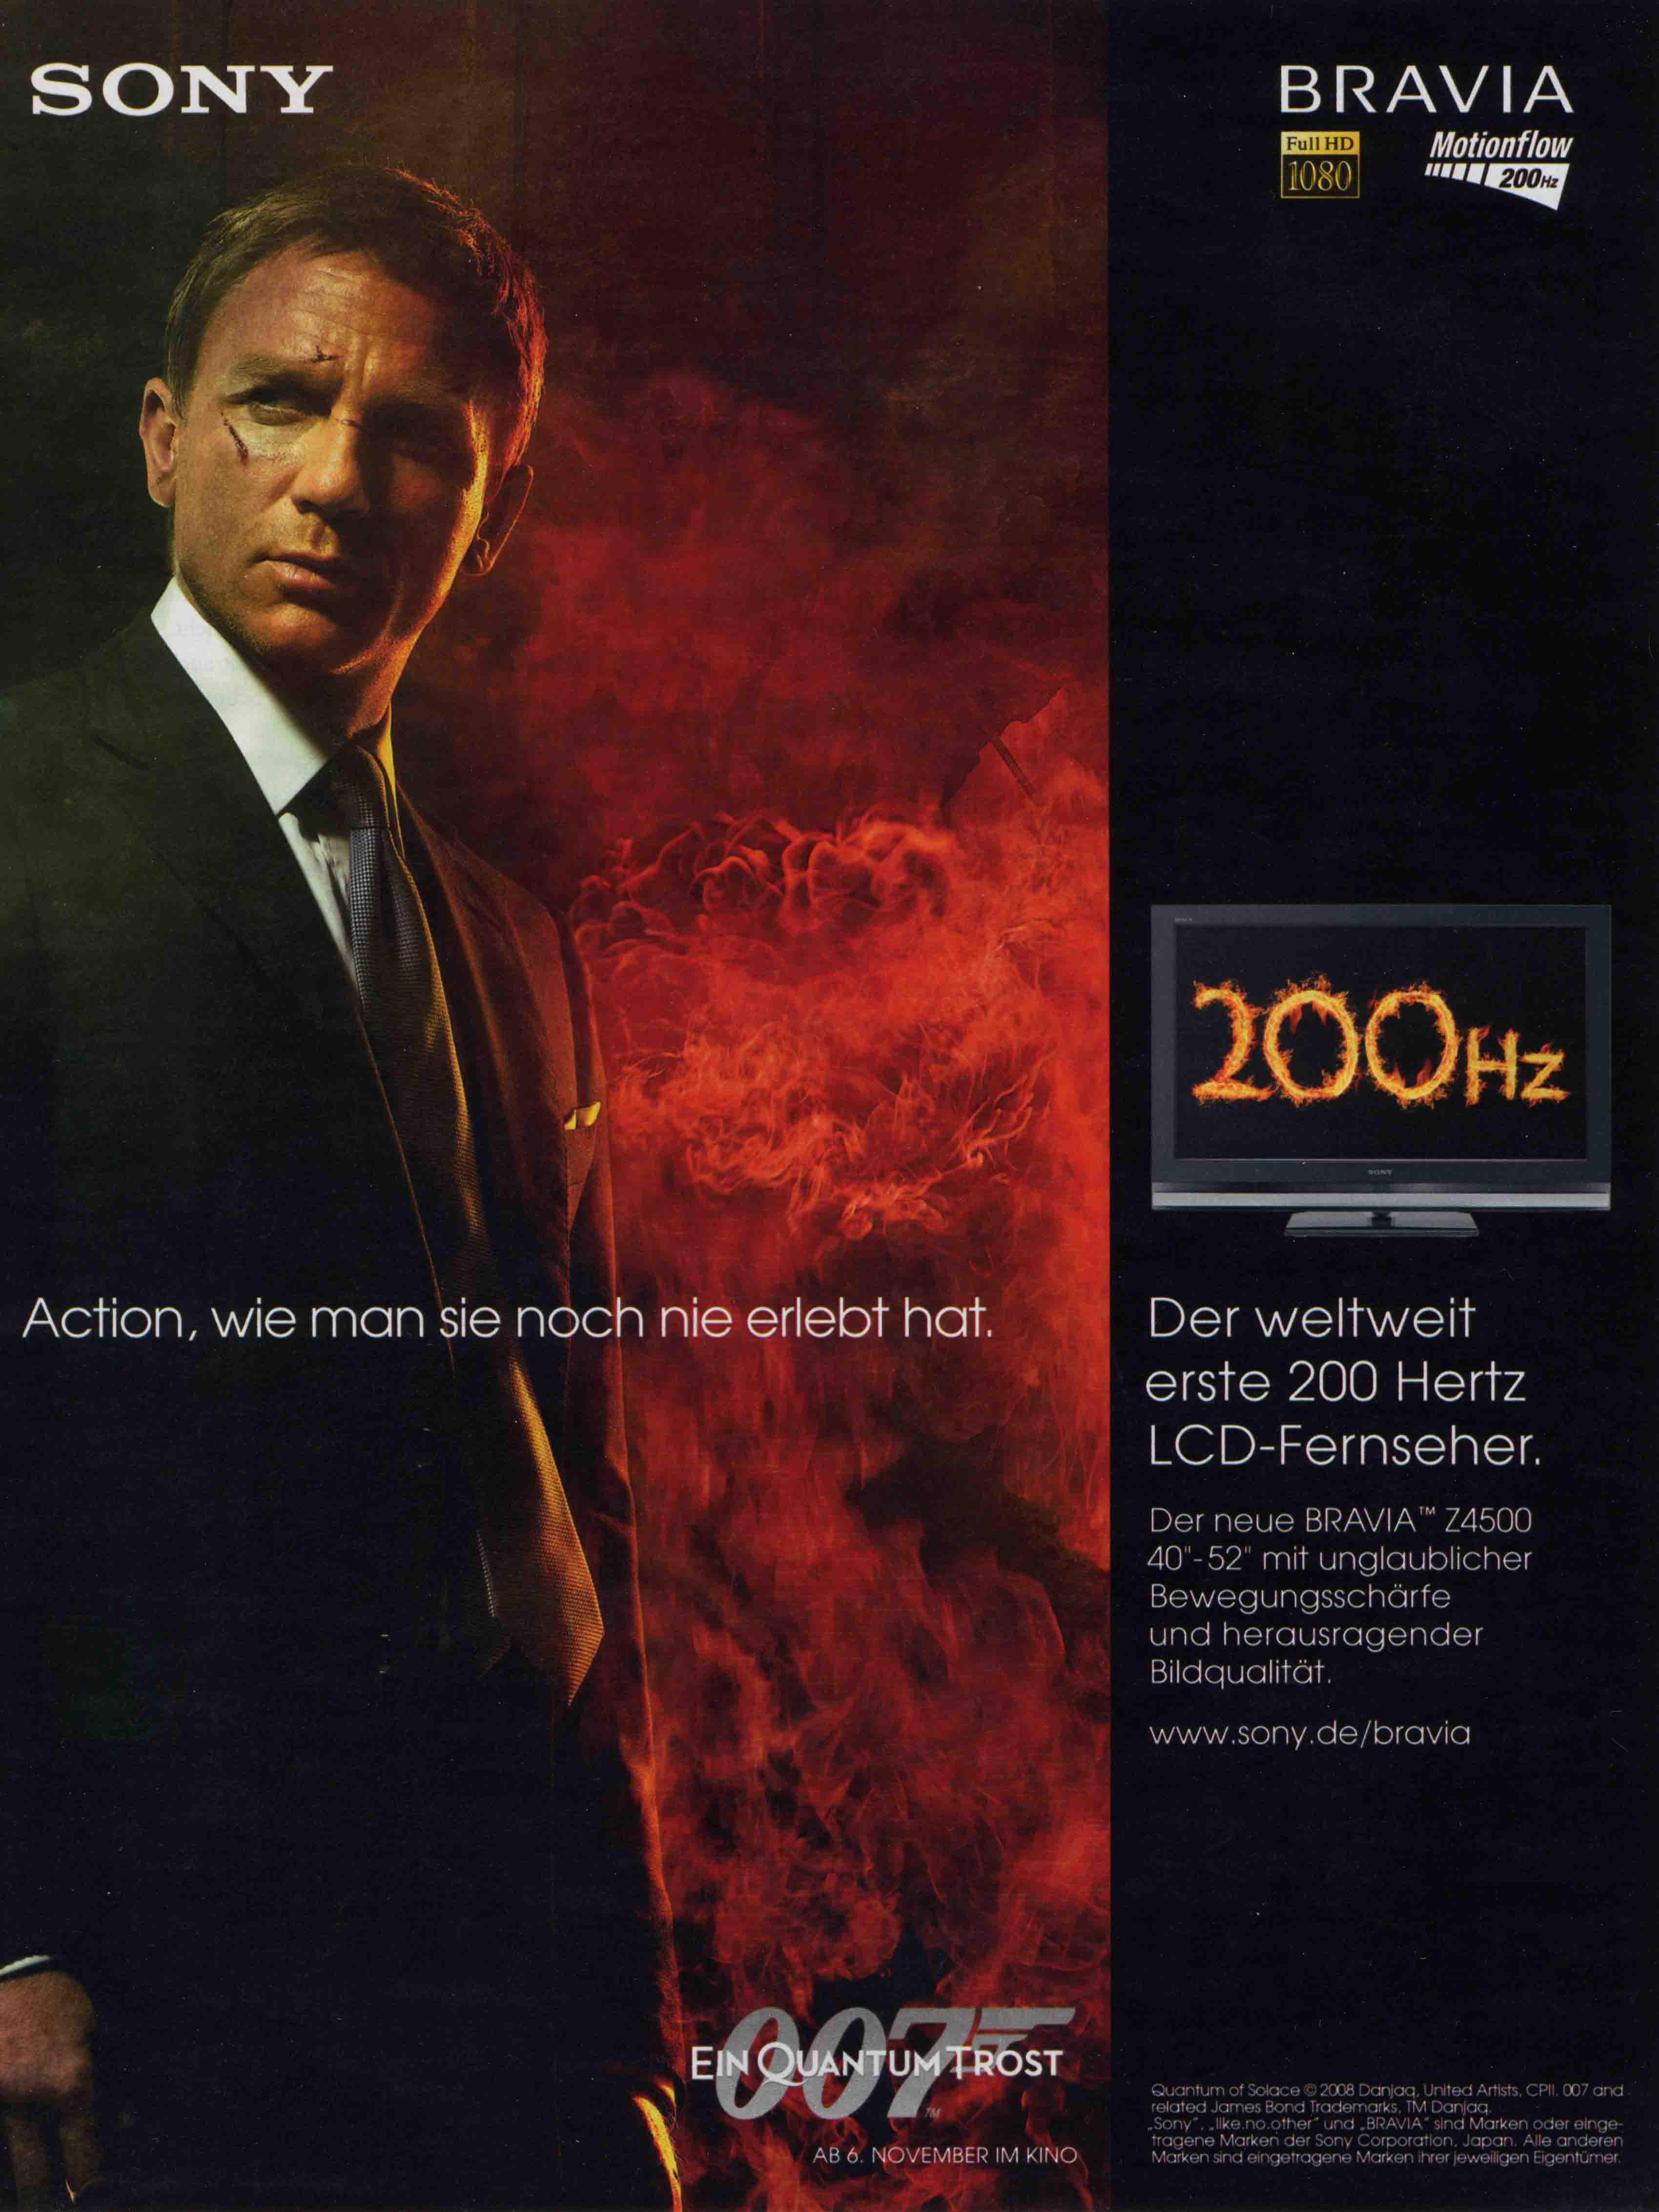 SONY
BRAVIA
Full HD
1080
Motionflow
200Hz
200Hz
SONY
Action, wie man sie noch nie erlebt hat.
Der weltweit
erste 200 Hertz
LCD-Fernseher.
Der neue BRAVIA™ Z4500
40"-52" mit unglaublicher
Bewegungsschärfe
und herausragender
Bildqualität.
www.sony.de/bravia
007
EIN QUANTUM TROST
TM
AB 6. NOVEMBER IM KINO
Quantum of Solace © 2008 Danjaq, United Artists, CPII. 007 and
related James Bond Trademarks, TM Danjaq.
„Sony“, „like.no.other“ und „BRAVIA“ sind Marken oder einge-
tragene Marken der Sony Corporation, Japan. Alle anderen
Marken sind eingetragene Marken ihrer jeweiligen Eigentümer.